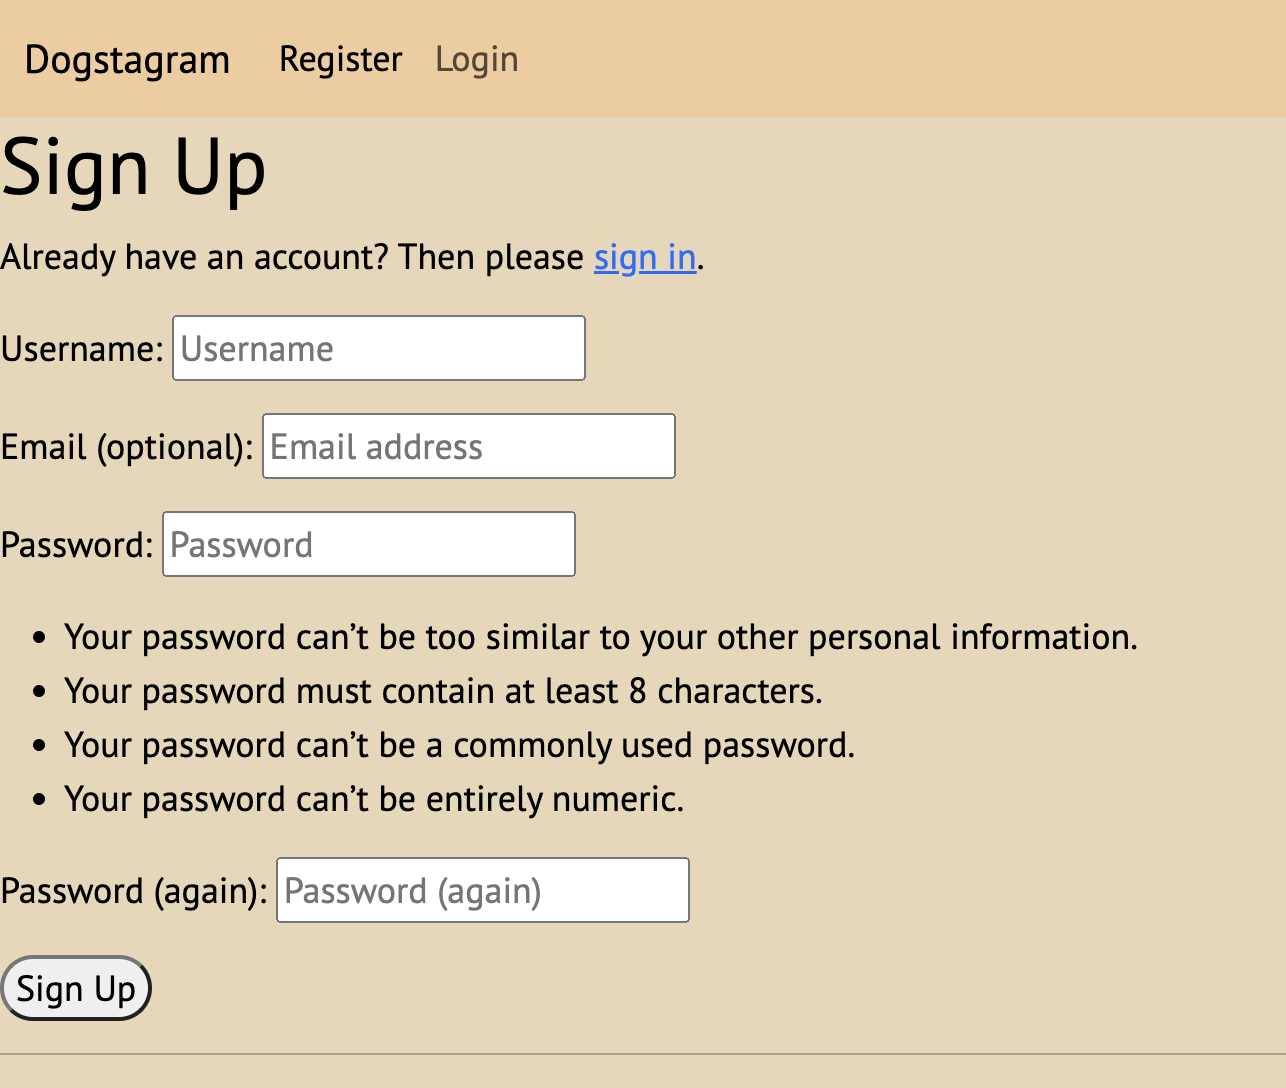 Dogstagram Register Login
Sign Up
Already have an account? Then please sign in.
Username: Username
Email (optional): Email address
Password: Password
• Your password can’t be too similar to your other personal information.
• Your password must contain at least 8 characters.
• Your password can’t be a commonly used password.
• Your password can’t be entirely numeric.
Password (again): Password (again)
Sign Up